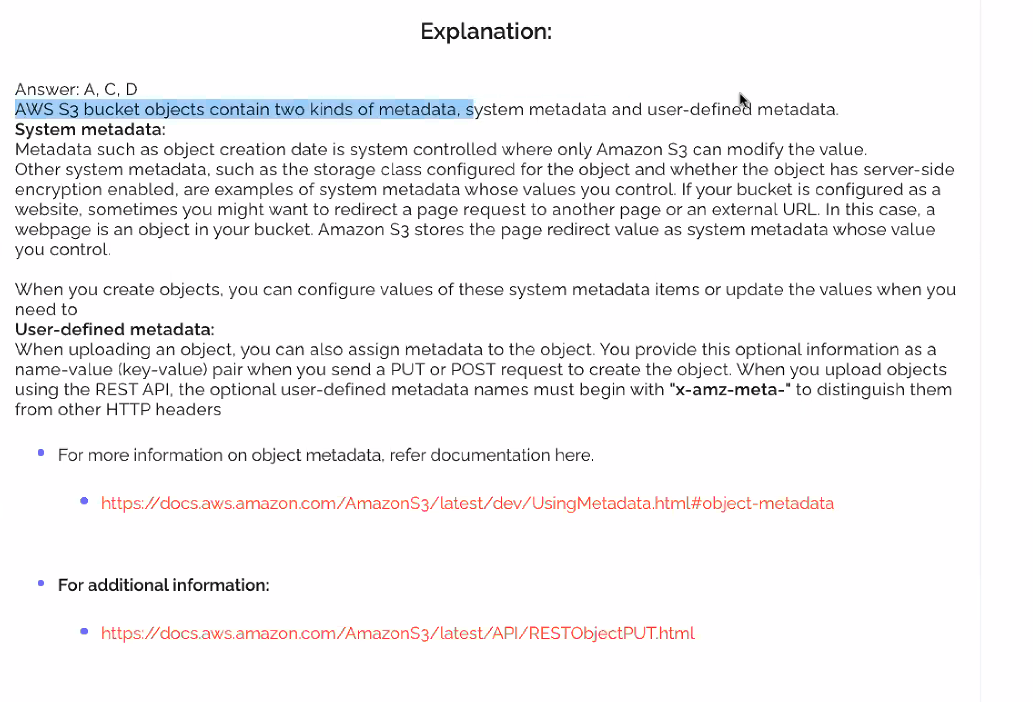 Explanation:
Answer: A, C, D
AWS S3 bucket objects contain two kinds of metadata, system metadata and user-defined metadata.
System metadata:
Metadata such as object creation date is system controlled where only Amazon S3 can modify the value.
Other system metadata, such as the storage class configured for the object and whether the object has server-side
encryption enabled, are examples of system metadata whose values you control. If your bucket is configured as a
website, sometimes you might want to redirect a page request to another page or an external URL. In this case, a
webpage is an object in your bucket. Amazon S3 stores the page redirect value as system metadata whose value
you control.
When you create objects, you can configure values of these system metadata items or update the values when you
need to
User-defined metadata:
When uploading an object, you can also assign metadata to the object. You provide this optional information as a
name-value (key-value) pair when you send a PUT or POST request to create the object. When you upload objects
using the REST API, the optional user-defined metadata names must begin with "x-amz-meta-" to distinguish them
from other HTTP headers
For more information on object metadata, refer documentation here.
https://docs.aws.amazon.com/AmazonS3/latest/dev/UsingMetadata.html#object-metadata
For additional information:
https://docs.aws.amazon.com/AmazonS3/latest/API/RESTObjectPUT.html